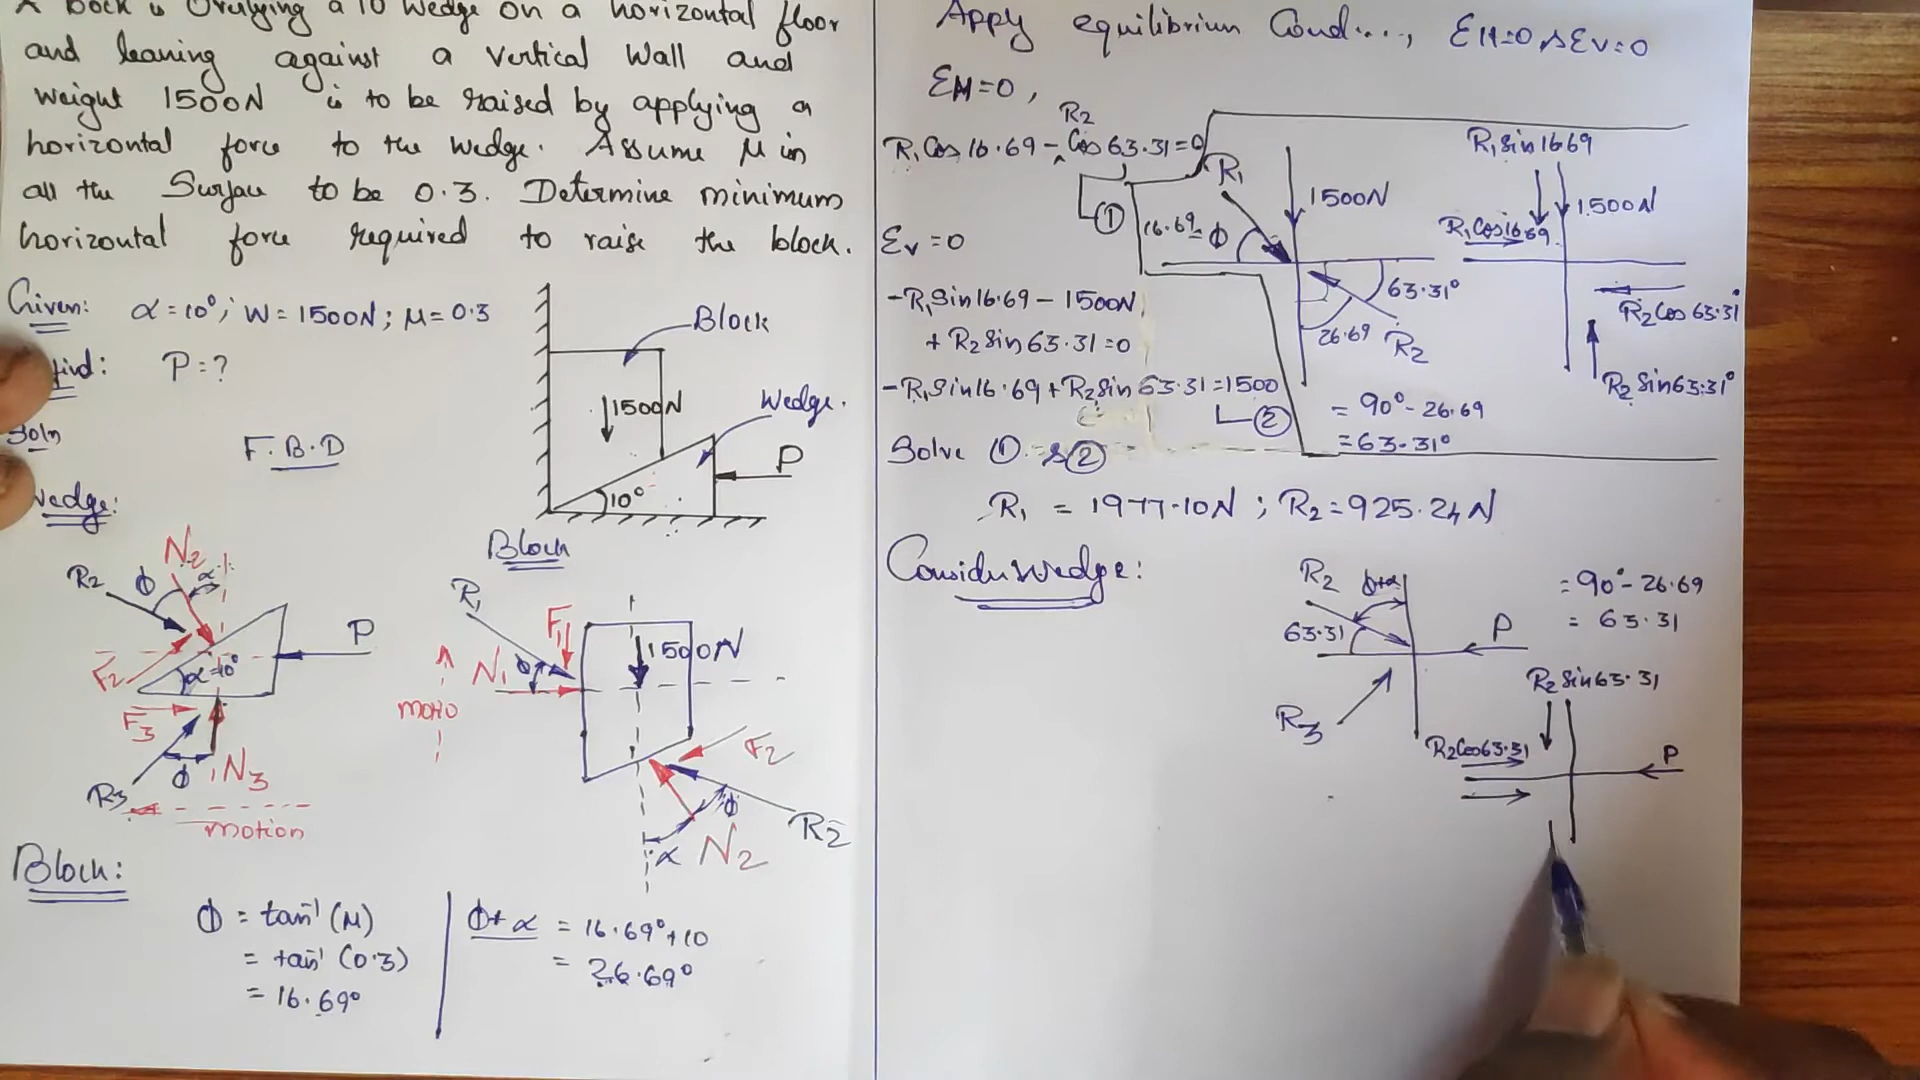 A Bock is Overlying a 10 Wedge on a horizontal floor
and leaning against a Vertical Wall and
weight 1500N is to be raised by applying a
horizontal force to the wedge. Assume μ in
all the Surface to be 0.3. Determine minimum
horizontal force required to raise the block.
Given: α = 10°; W = 1500N; μ = 0.3
find: P = ?
Soln
F.B.D
Block
1500N
Wedge.
P
10°
wedge:
N2
R2
φ
α
P
F2
α=10°
F3
N3
φ
R3
motion
Block
R1
F1
1500N
N1
φ
F2
φ
R2
α
N2
Block:
φ = tan⁻¹ (μ)
= tan⁻¹ (0.3)
= 16.69°
φ+α = 16.69°+10
= 26.69°
Apply equilibrium Cond...., ΣH=0, & ΣV=0
ΣH=0,
R2
R1 Cos 16.69 - Cos 63.31 = 0
①
ΣV = 0
-R1 Sin 16.69 - 1500N
+ R2 Sin 63.31 = 0
-R1 Sin 16.69 + R2 Sin 63.31 = 1500
②
Solve ① & ②
R1
1500N
16.69 = φ
63.31°
26.69
R2
= 90° - 26.69
= 63.31°
R1 Sin 16.69
1500N
R1 Cos 16.69
R2 Cos 63.31°
R2 Sin 63.31°
R1 = 1977.10N ; R2 = 925.24N
Consider wedge:
R2
φ+α
63.31
P
R3
= 90° - 26.69
= 63.31
R2 Sin 63.31
R2 Cos 63.31
P